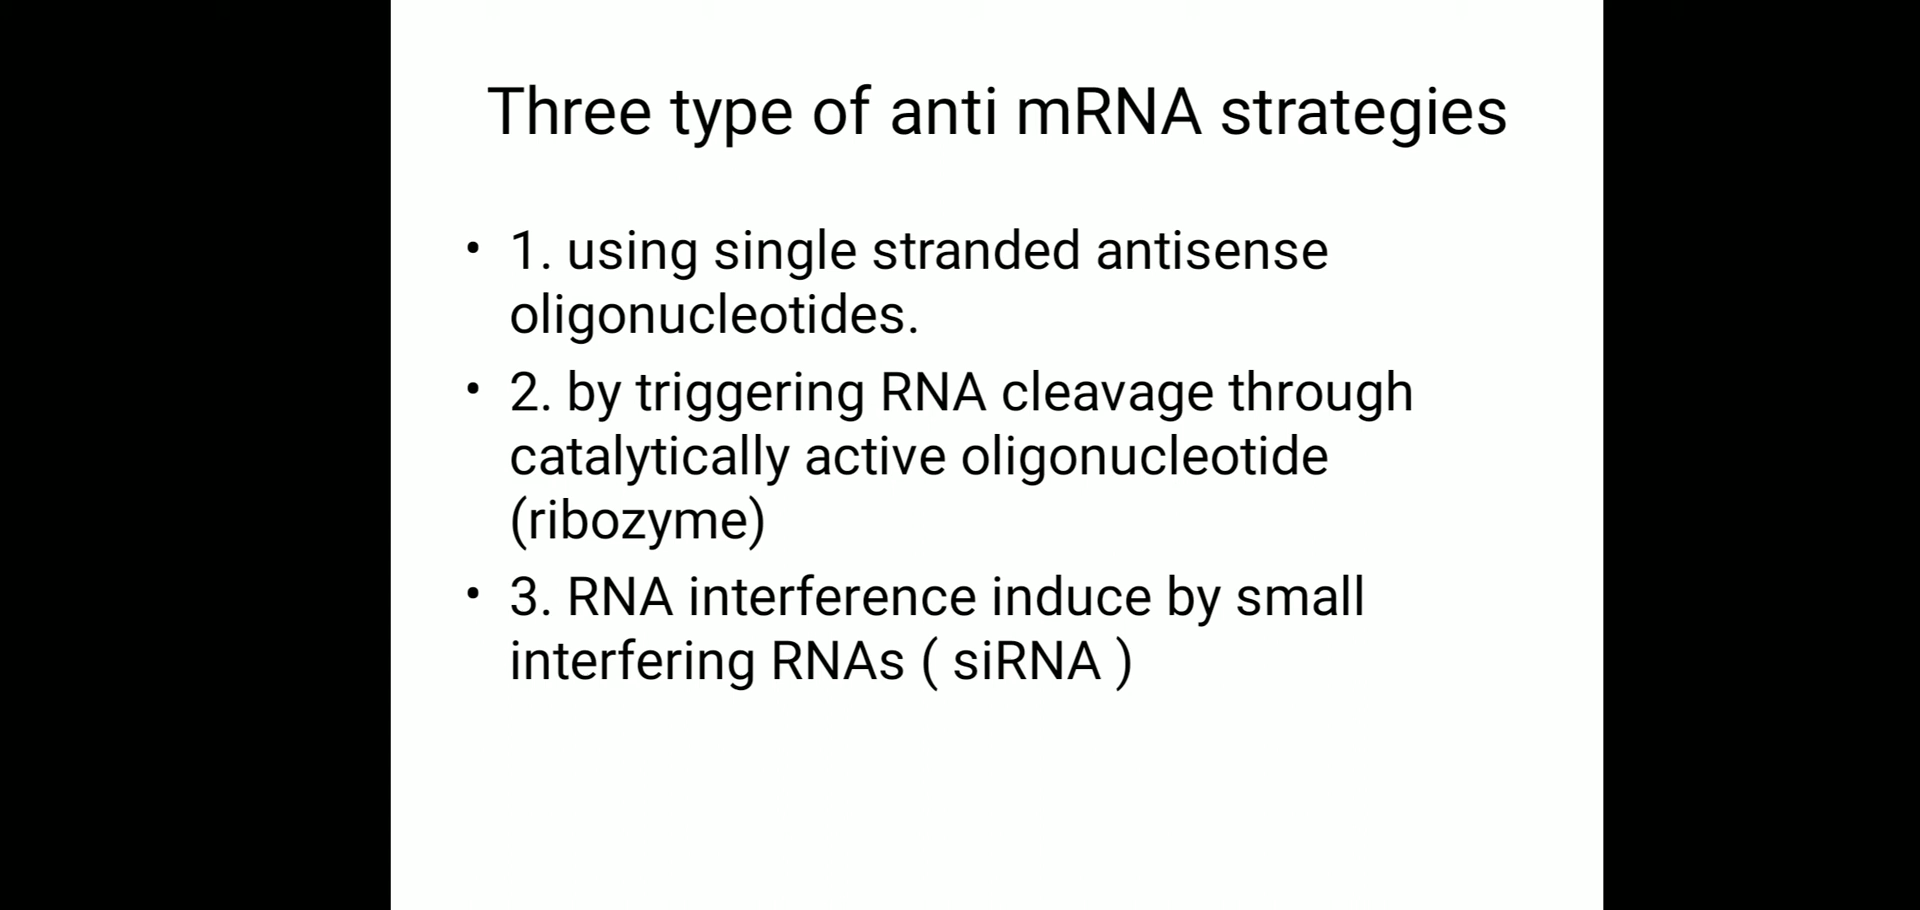 Three type of anti mRNA strategies
• 1. using single stranded antisense
oligonucleotides.
• 2. by triggering RNA cleavage through
catalytically active oligonucleotide
(ribozyme)
• 3. RNA interference induce by small
interfering RNAs ( siRNA )